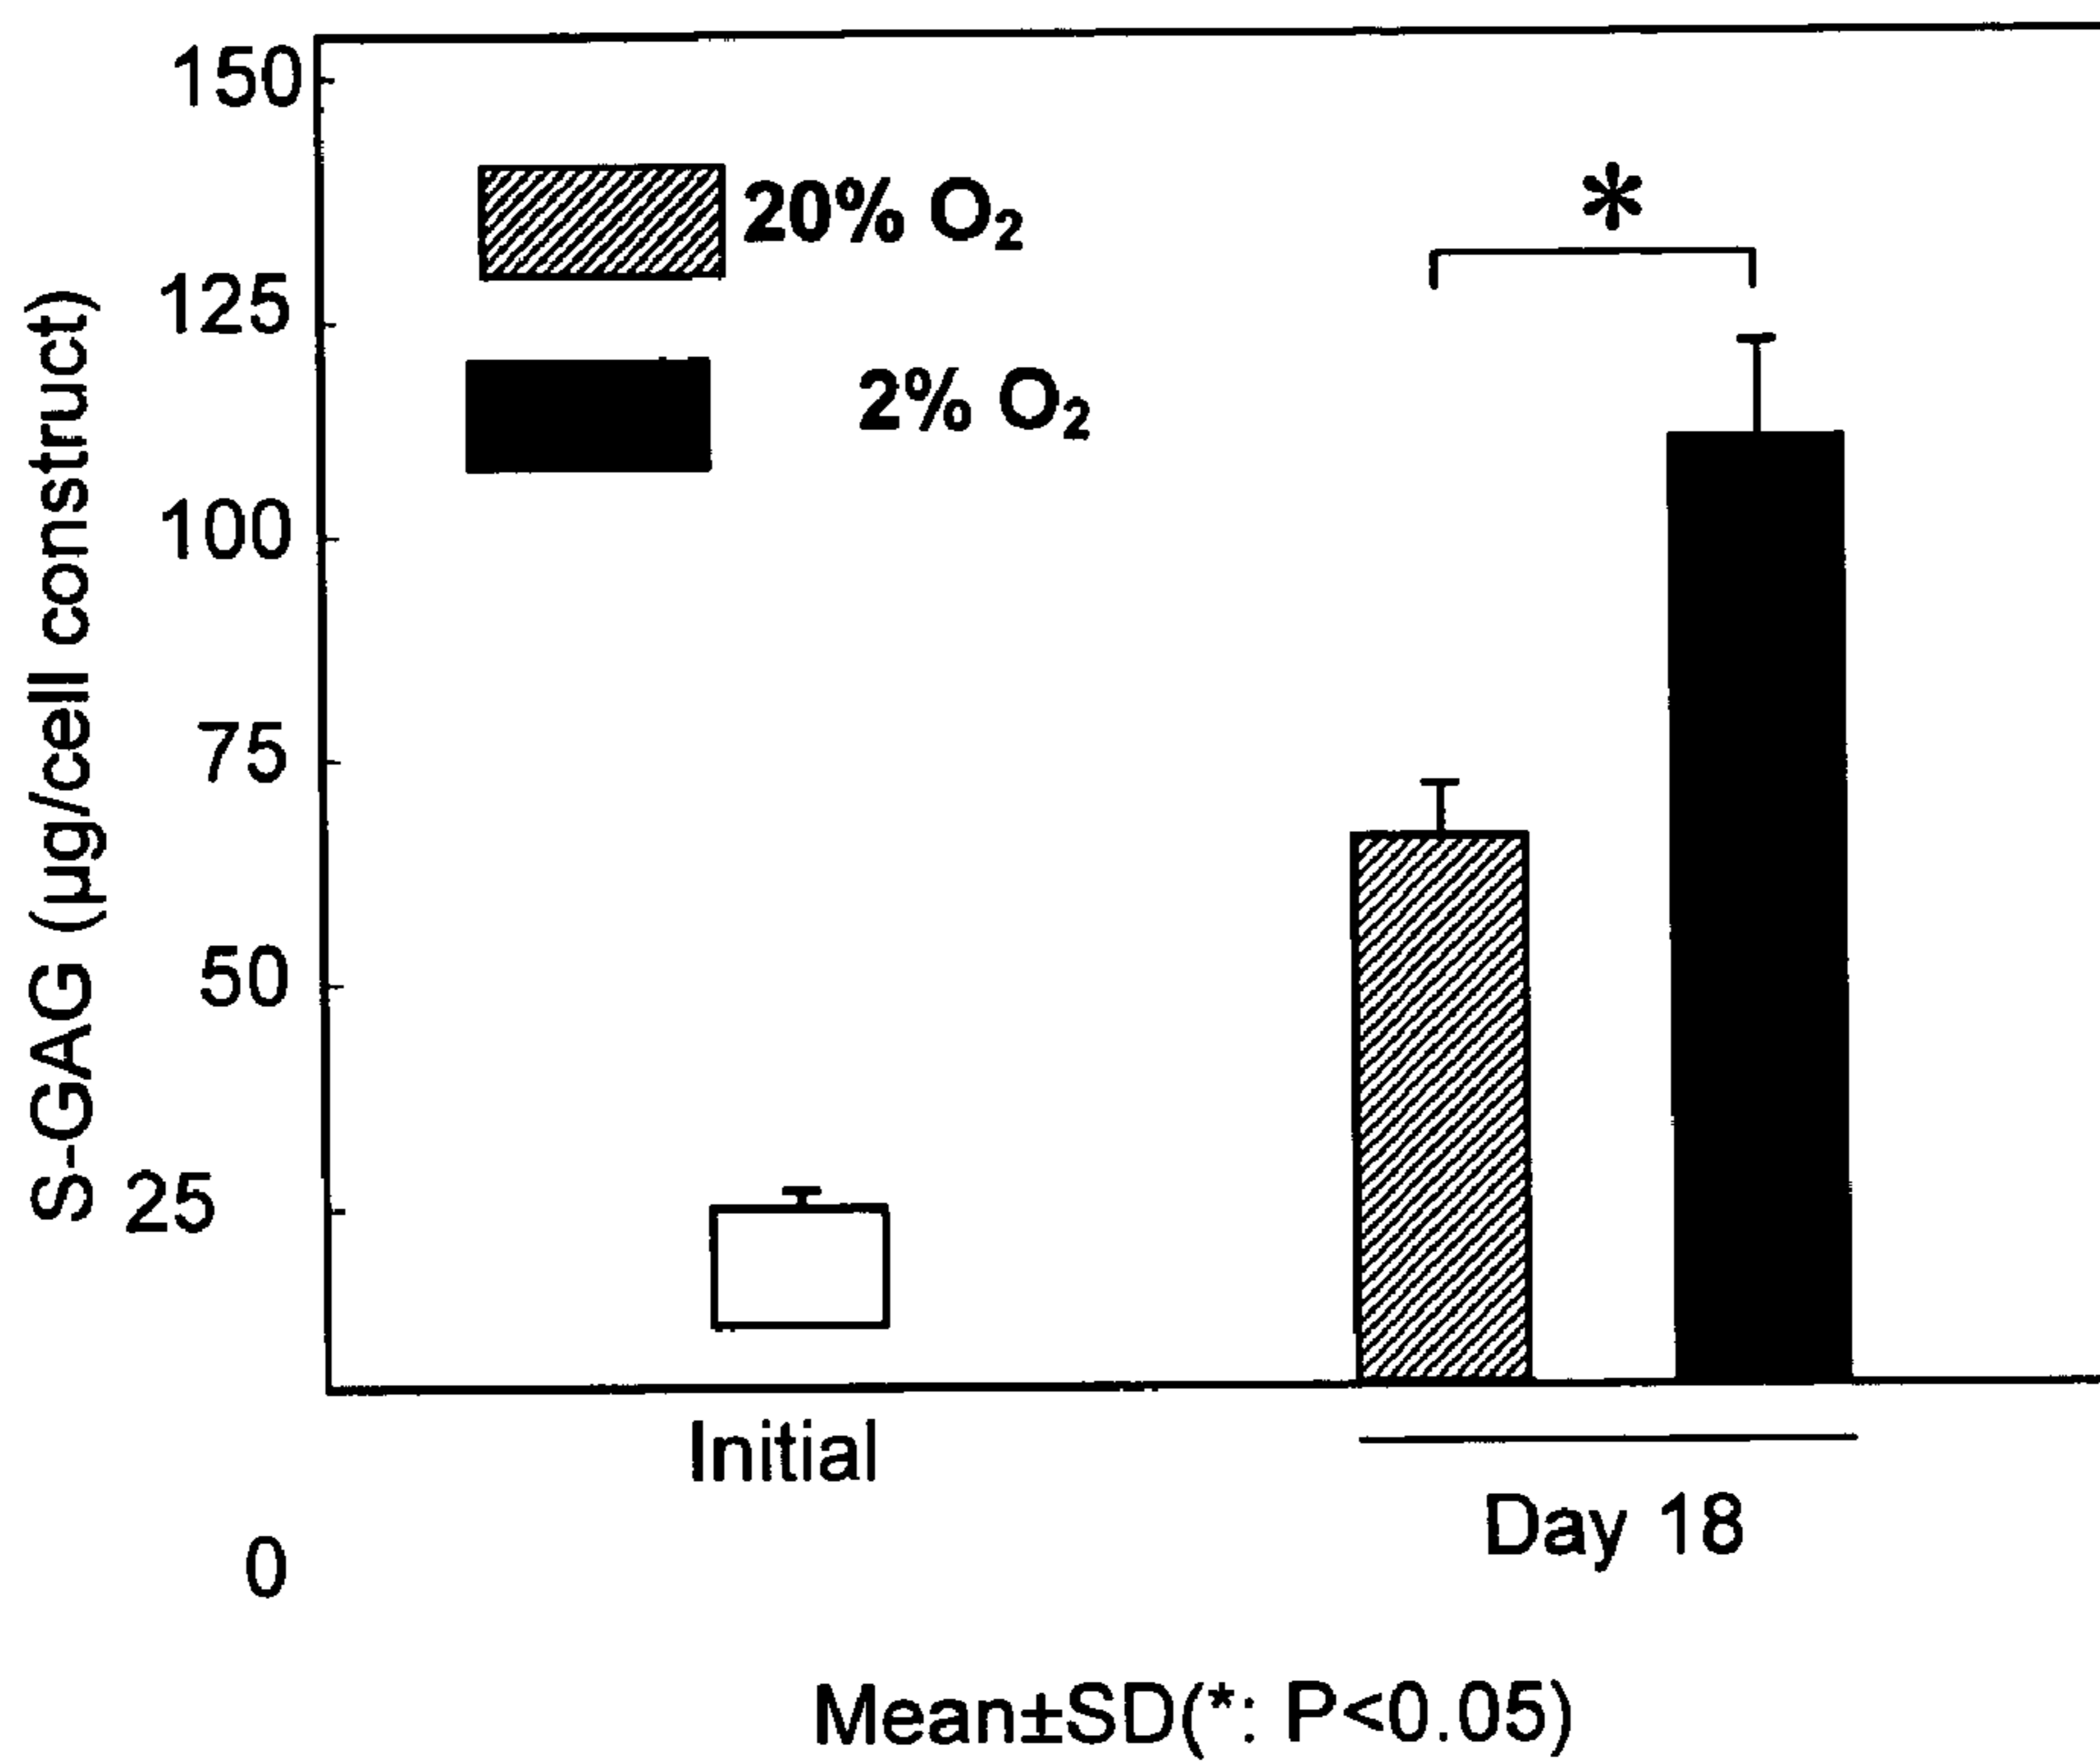 150
20% O₂
*
125
2% O₂
100
75
50
25
0
S-GAG (µg/cell construct)
Initial
Day 18
Mean±SD(*: P<0.05)